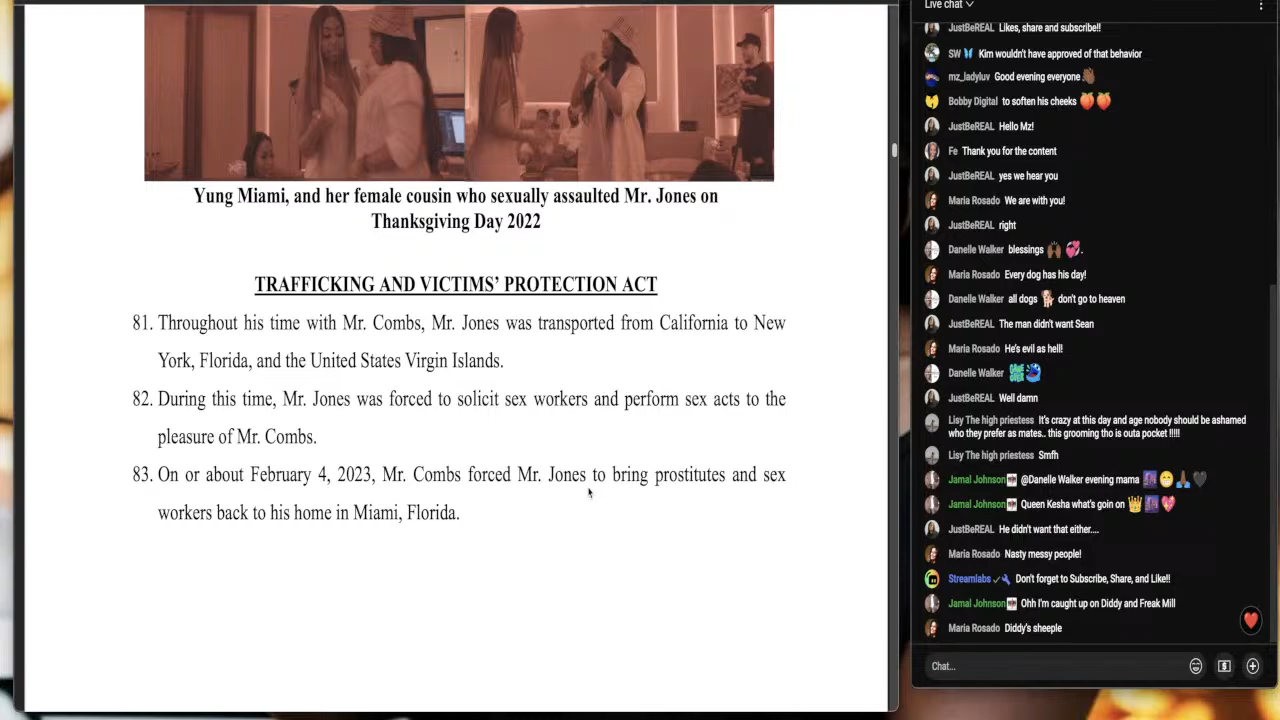 Yung Miami, and her female cousin who sexually assaulted Mr. Jones on
Thanksgiving Day 2022
TRAFFICKING AND VICTIMS’ PROTECTION ACT
81. Throughout his time with Mr. Combs, Mr. Jones was transported from California to New
York, Florida, and the United States Virgin Islands.
82. During this time, Mr. Jones was forced to solicit sex workers and perform sex acts to the
pleasure of Mr. Combs.
83. On or about February 4, 2023, Mr. Combs forced Mr. Jones to bring prostitutes and sex
workers back to his home in Miami, Florida.
Live chat
JustBeREAL Likes, share and subscribe!!
SW Kim wouldn't have approved of that behavior
mz_ladyluv Good evening everyone
Bobby Digital to soften his cheeks
JustBeREAL Hello Mz!
Fe Thank you for the content
JustBeREAL yes we hear you
Maria Rosado We are with you!
JustBeREAL right
Danelle Walker blessings .
Maria Rosado Every dog has his day!
Danelle Walker all dogs don't go to heaven
JustBeREAL The man didn't want Sean
Maria Rosado He's evil as hell!
Danelle Walker
JustBeREAL Well damn
Lisy The high priestess It's crazy at this day and age nobody should be ashamed
who they prefer as mates.. this grooming tho is outa pocket !!!!!
Lisy The high priestess Smfh
Jamal Johnson @Danelle Walker evening mama
Jamal Johnson Queen Kesha what's goin on
JustBeREAL He didn't want that either....
Maria Rosado Nasty messy people!
Streamlabs Don't forget to Subscribe, Share, and Like!!
Jamal Johnson Ohh I'm caught up on Diddy and Freak Mill
Maria Rosado Diddy's sheeple
Chat...